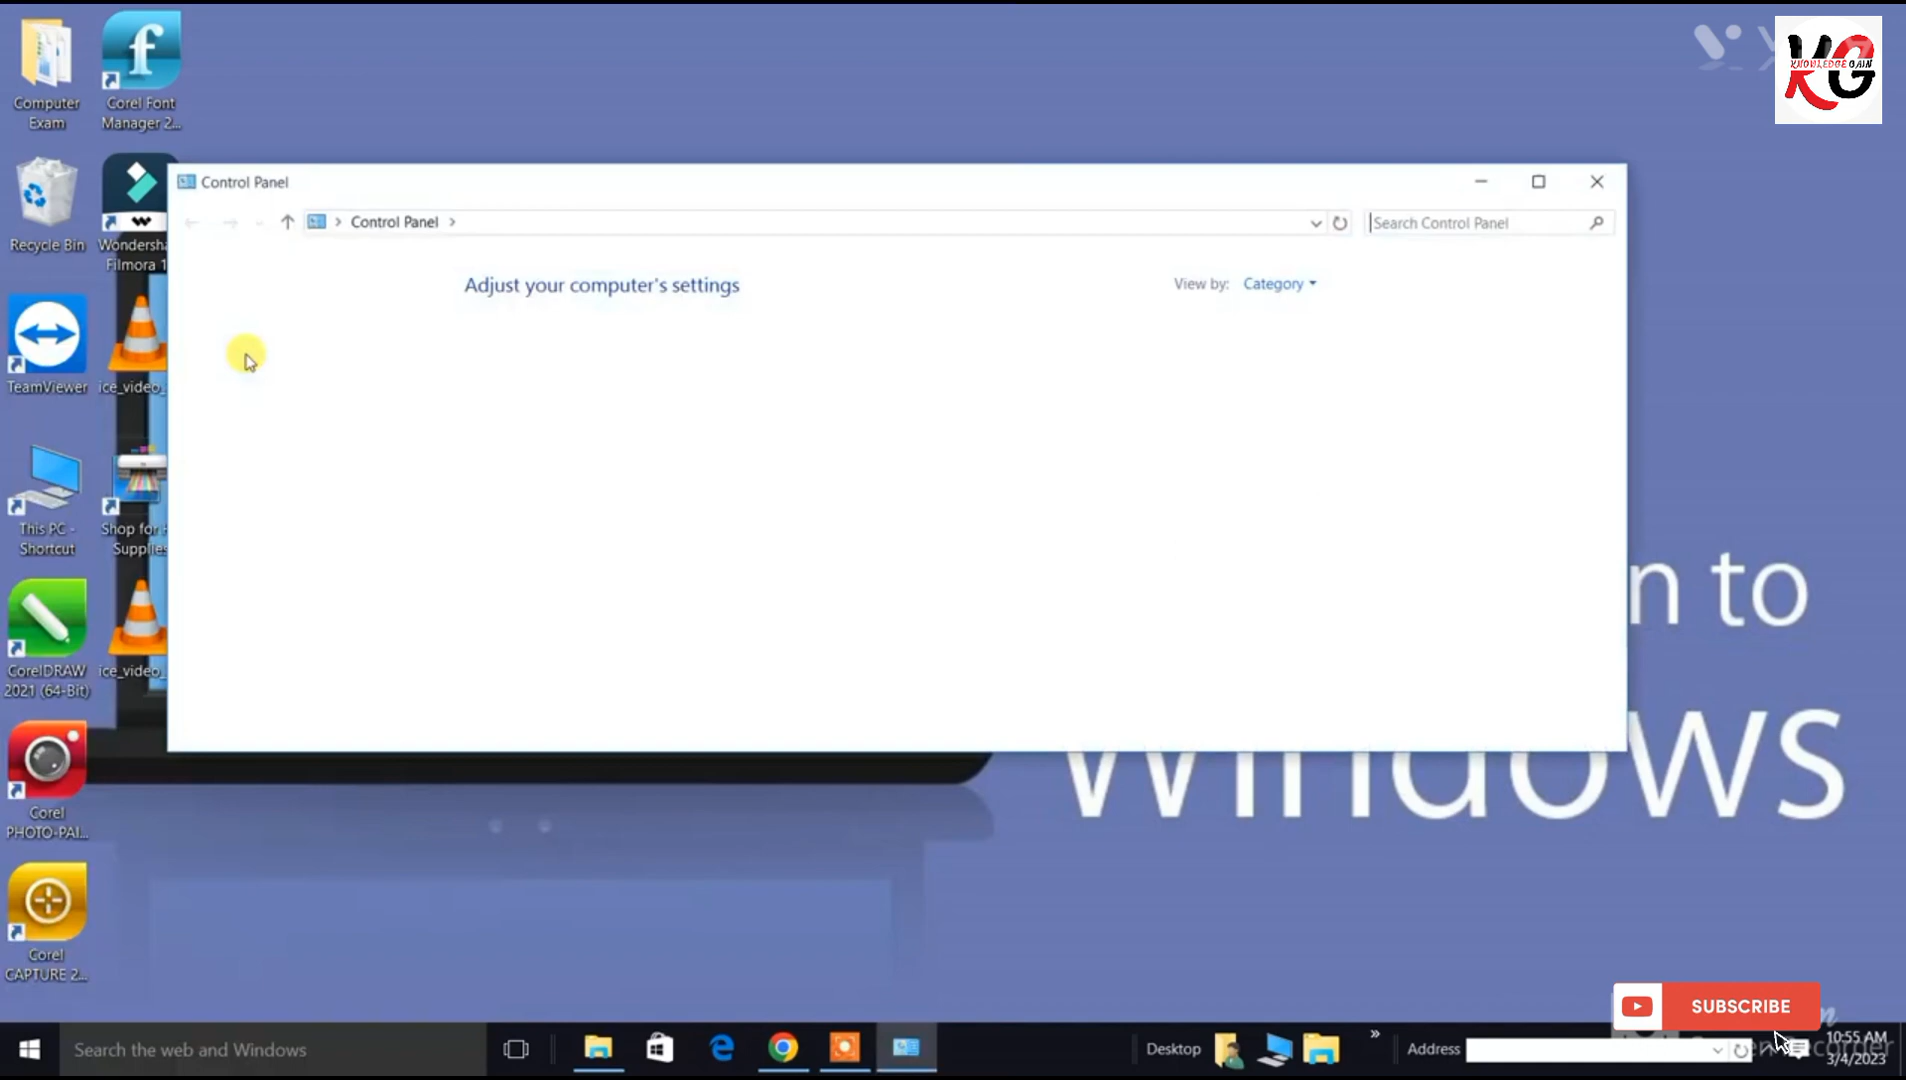 Computer
Exam
Corel Font
Manager 2...
KG
KNOWLEDGE GAIN
Recycle Bin
Wondersha
Filmora 1
Control Panel
Control Panel
Search Control Panel
Adjust your computer's settings
View by: Category
TeamViewer
ice_video_
This PC -
Shortcut
Shop for
Supplies
CorelDRAW
2021 (64-Bit)
ice_video_
n to
Windows
Corel
PHOTO-PAI...
Corel
CAPTURE 2...
SUBSCRIBE
Search the web and Windows
Desktop
Address
10:55 AM
3/4/2023